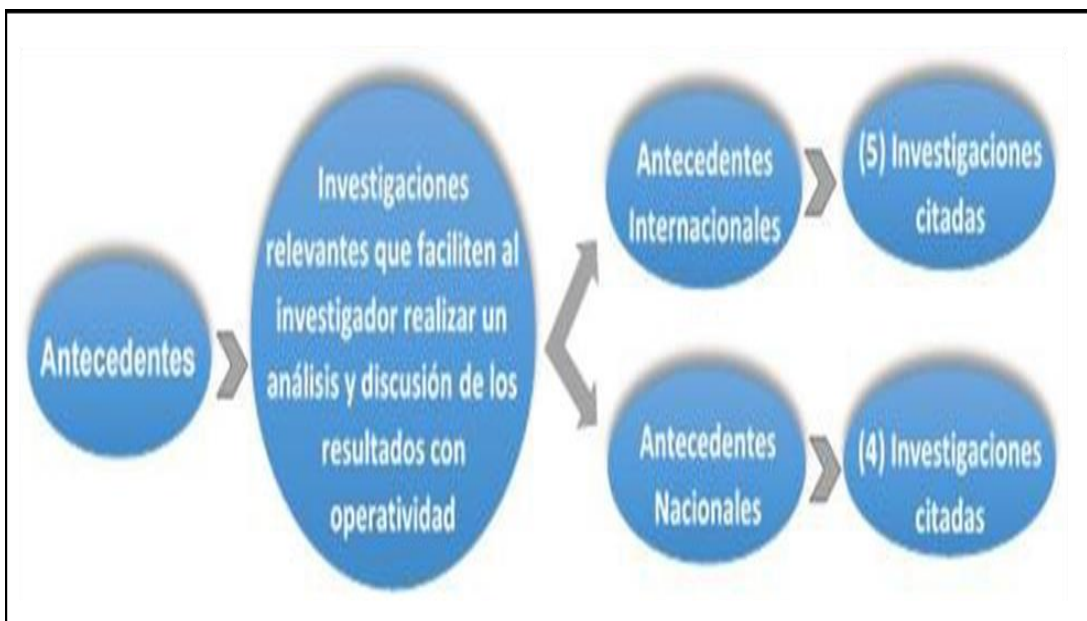 Antecedentes
Investigaciones
relevantes que faciliten al
investigador realizar un
análisis y discusión de los
resultados con
operatividad
Antecedentes
Internacionales
(5) Investigaciones
citadas
Antecedentes
Nacionales
(4) Investigaciones
citadas